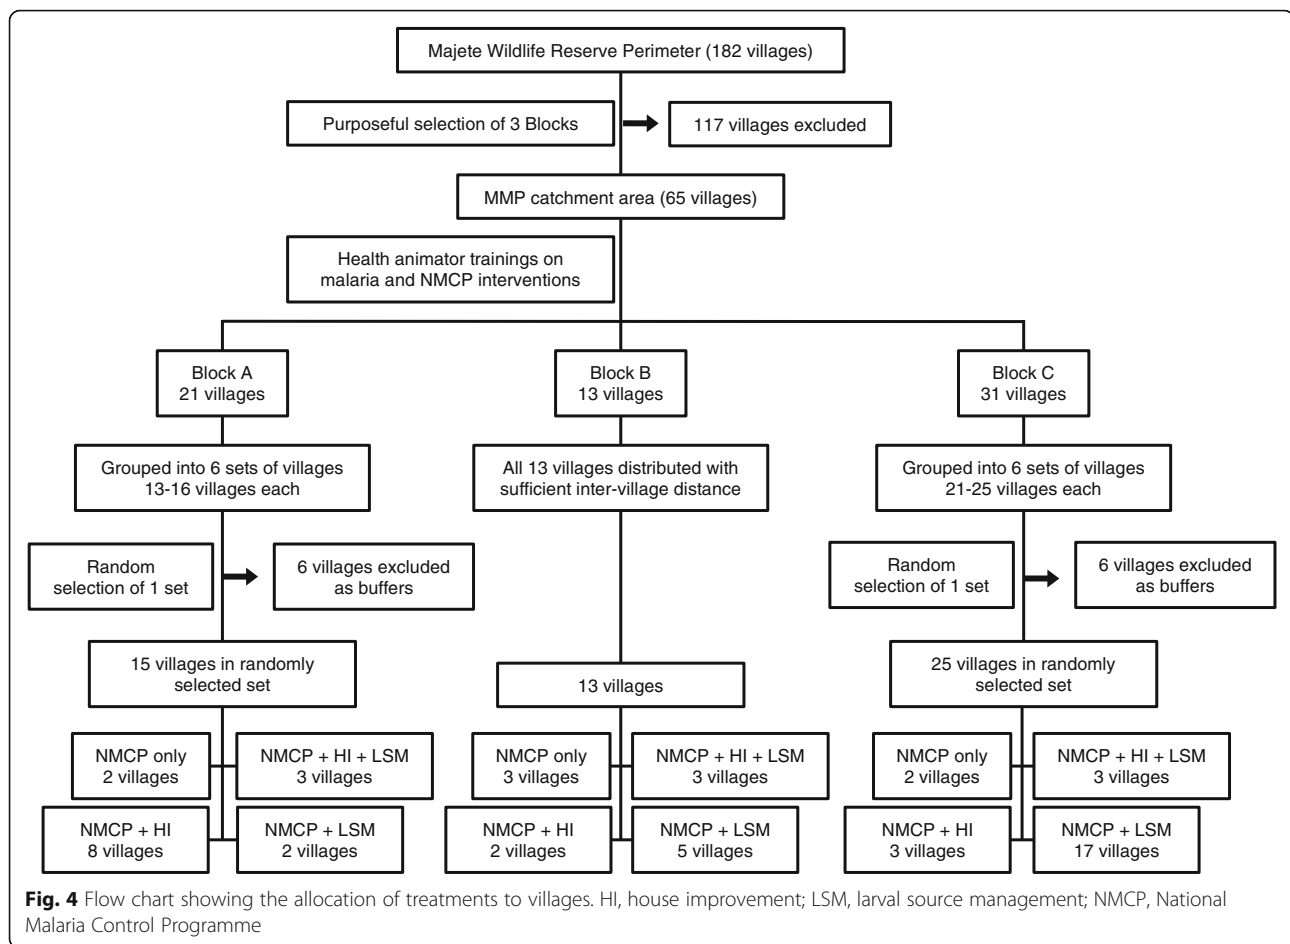 Majete Wildlife Reserve Perimeter (182 villages)
Purposeful selection of 3 Blocks
117 villages excluded
MMP catchment area (65 villages)
Health animator trainings on
malaria and NMCP interventions
Block A
21 villages
Block B
13 villages
Block C
31 villages
Grouped into 6 sets of villages
13-16 villages each
All 13 villages distributed with
sufficient inter-village distance
Grouped into 6 sets of villages
21-25 villages each
Random
selection of 1 set
6 villages excluded
as buffers
Random
selection of 1 set
6 villages excluded
as buffers
15 villages in randomly
selected set
13 villages
25 villages in randomly
selected set
NMCP only
2 villages
NMCP + HI + LSM
3 villages
NMCP only
3 villages
NMCP + HI + LSM
3 villages
NMCP only
2 villages
NMCP + HI + LSM
3 villages
NMCP + HI
8 villages
NMCP + LSM
2 villages
NMCP + HI
2 villages
NMCP + LSM
5 villages
NMCP + HI
3 villages
NMCP + LSM
17 villages
Fig. 4 Flow chart showing the allocation of treatments to villages. HI, house improvement; LSM, larval source management; NMCP, National
Malaria Control Programme